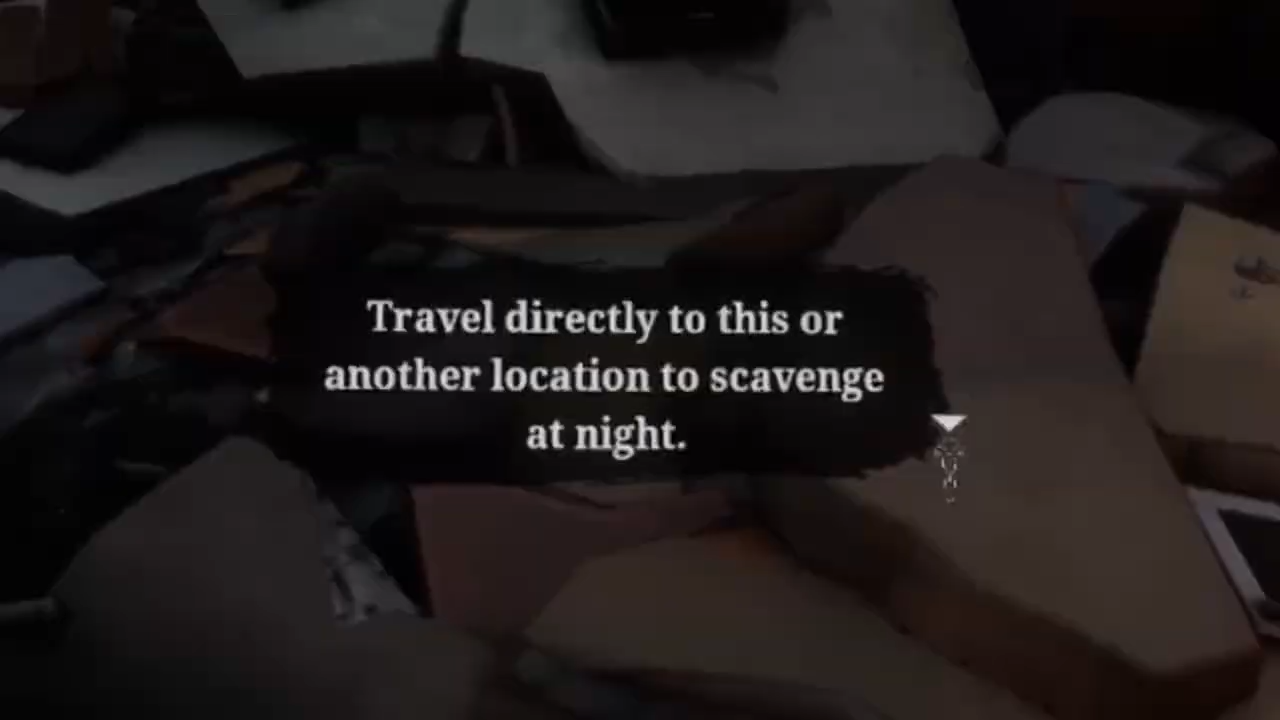 Travel directly to this or
another location to scavenge
at night.